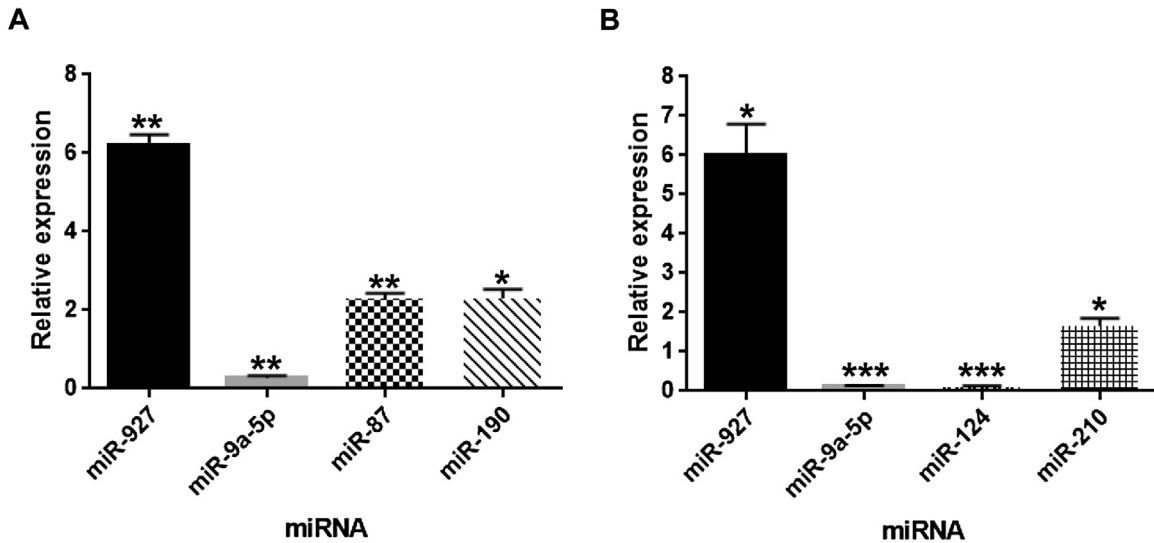 A
Relative expression
8
6
4
2
0
**
**
**
*
miR-927
miR-9a-5p
miR-87
miR-190
miRNA
B
Relative expression
8
7
6
5
4
3
2
1
0
*
***
***
*
miR-927
miR-9a-5p
miR-124
miR-210
miRNA